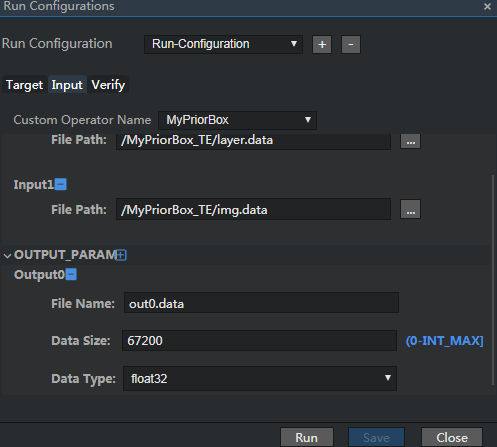 Run Configurations
Run Configuration Run-Configuration + -
Target Input Verify
Custom Operator Name MyPriorBox
File Path: /MyPriorBox_TE/layer.data ...
Input1
File Path: /MyPriorBox_TE/img.data ...
OUTPUT_PARAM
Output0
File Name: out0.data
Data Size: 67200 (0-INT_MAX]
Data Type: float32
Run Save Close